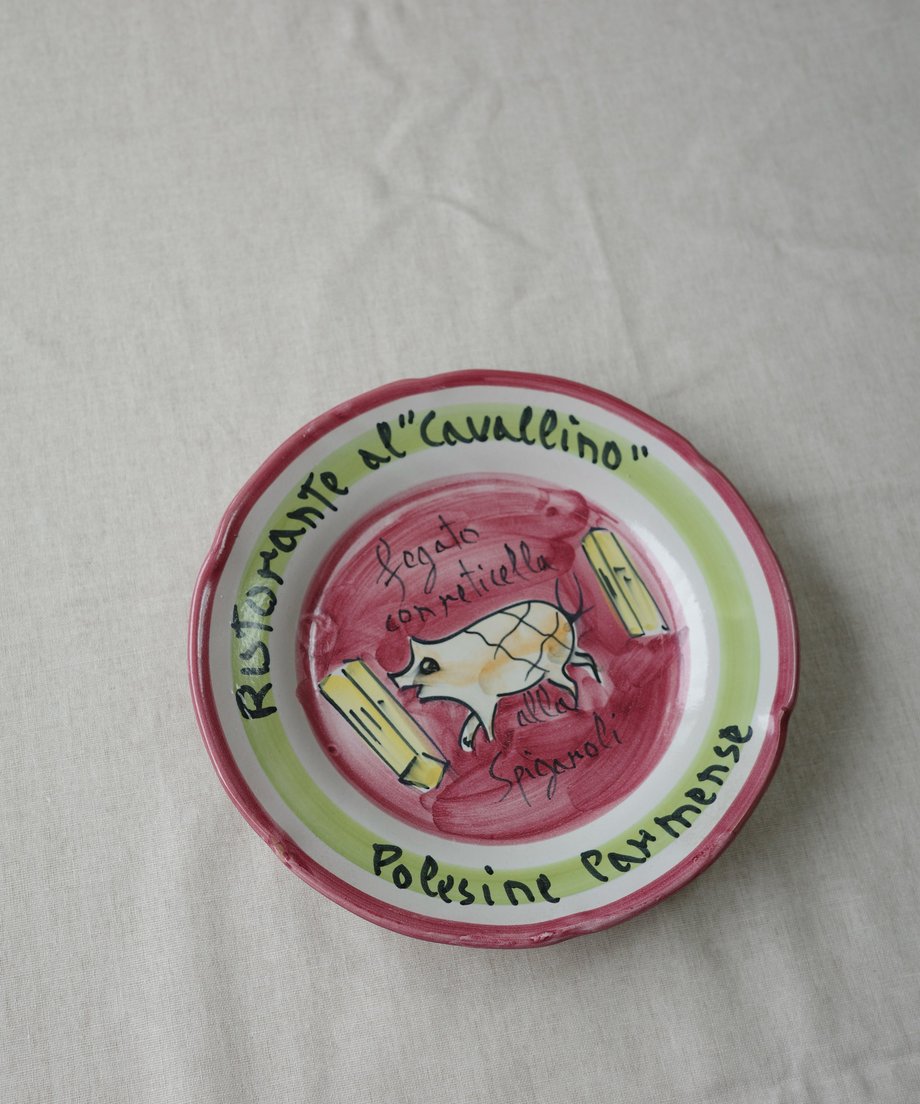 Ristorante al "Cavallino"
fegato
con reticella
alla
Spigaroli
Polesine Parmense